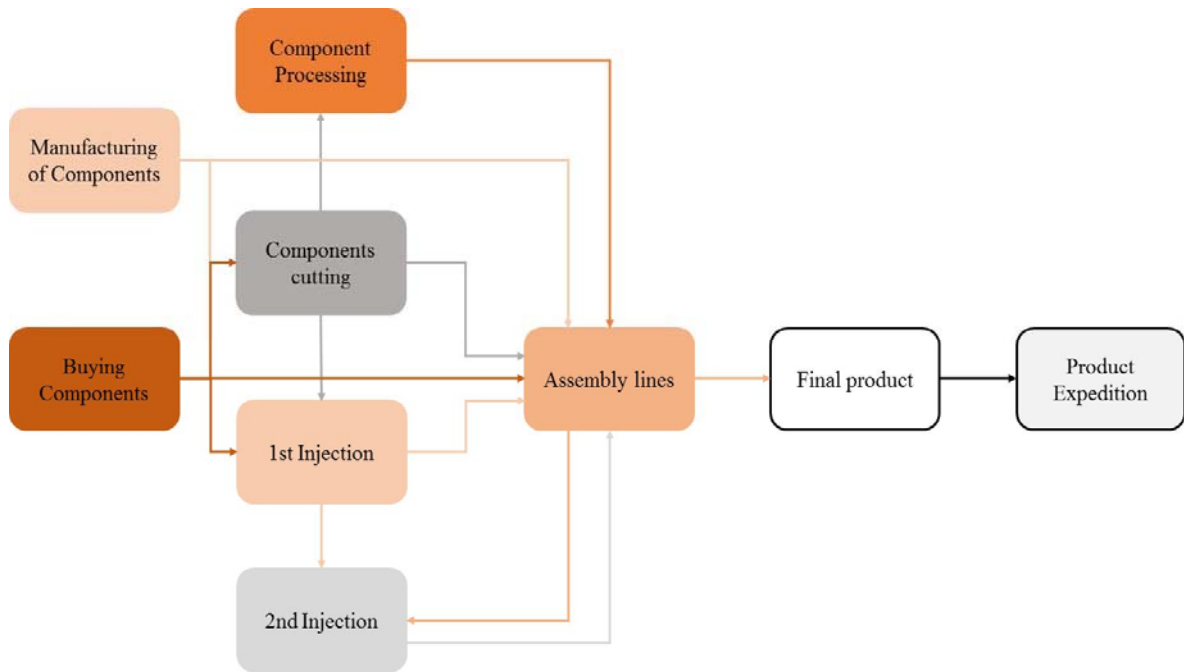 Component
Processing
Manufacturing
of Components
Components
cutting
Buying
Components
Assembly lines
Final product
Product
Expedition
1st Injection
2nd Injection